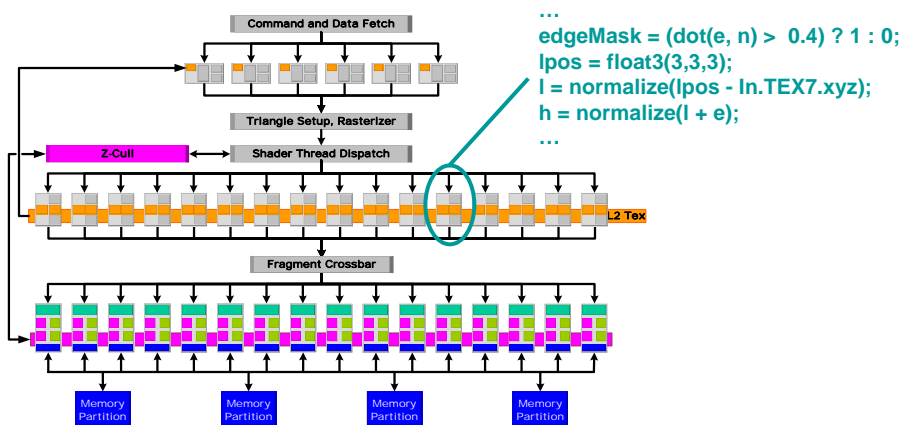 Command and Data Fetch
…
edgeMask = (dot(e, n) > 0.4) ? 1 : 0;
lpos = float3(3,3,3);
l = normalize(lpos - In.TEX7.xyz);
h = normalize(l + e);
…
Triangle Setup, Rasterizer
Z-Cull
Shader Thread Dispatch
L2 Tex
Fragment Crossbar
Memory
Partition
Memory
Partition
Memory
Partition
Memory
Partition